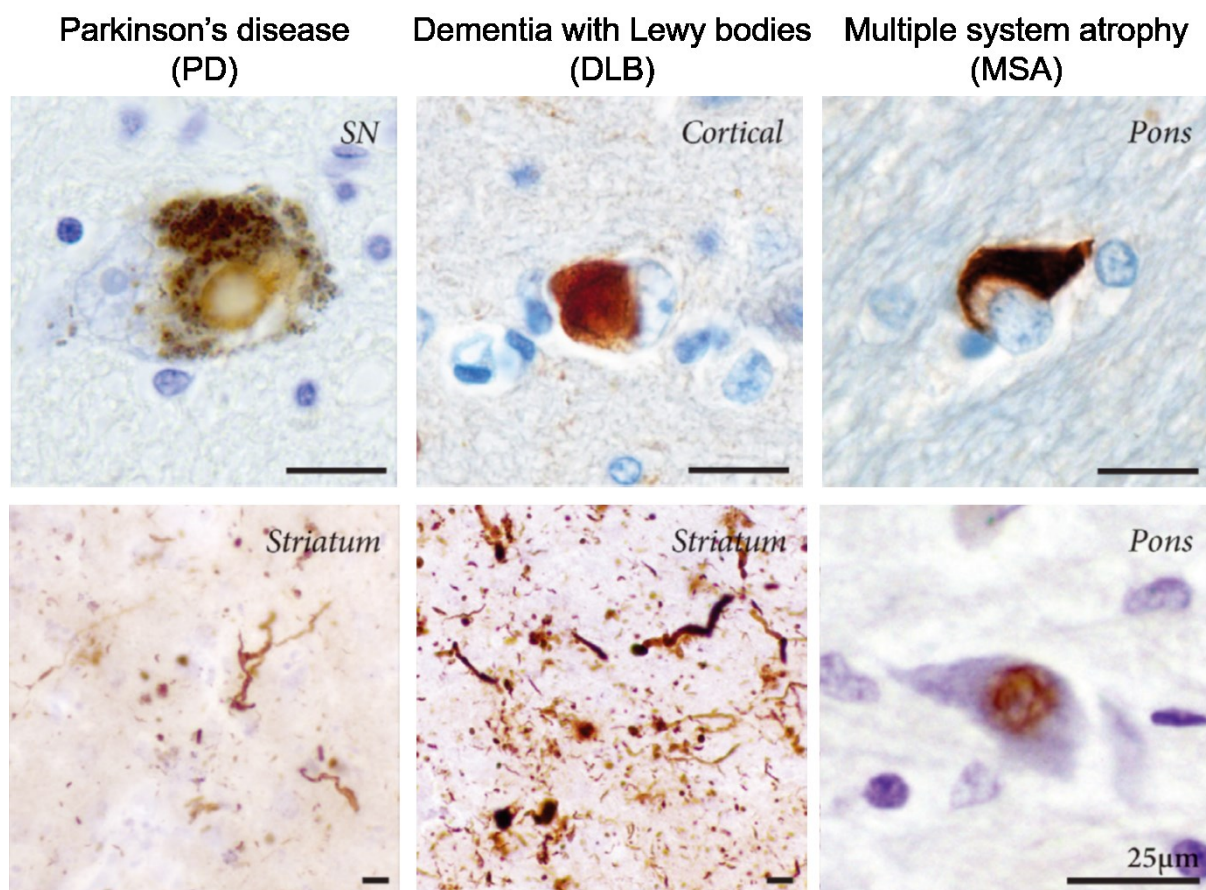 Parkinson's disease
(PD)
Dementia with Lewy bodies
(DLB)
Multiple system atrophy
(MSA)
SN
Cortical
Pons
Striatum
Striatum
Pons
25μm